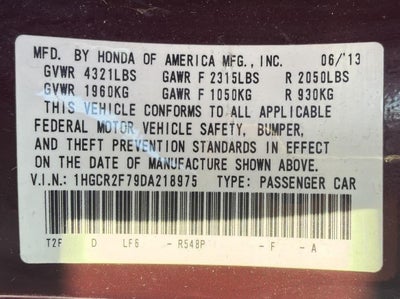 MFD. BY HONDA OF AMERICA MFG., INC. 06/'13
GVWR 4321LBS GAWR F 2315LBS R 2050LBS
GVWR 1960KG GAWR F 1050KG R 930KG
THIS VEHICLE CONFORMS TO ALL APPLICABLE
FEDERAL MOTOR VEHICLE SAFETY, BUMPER,
AND THEFT PREVENTION STANDARDS IN EFFECT
ON THE DATE OF MANUFACTURE SHOWN ABOVE.
V.I.N.: 1HGCR2F79DA218975 TYPE: PASSENGER CAR
T2F D LF6 - R548P - F - A